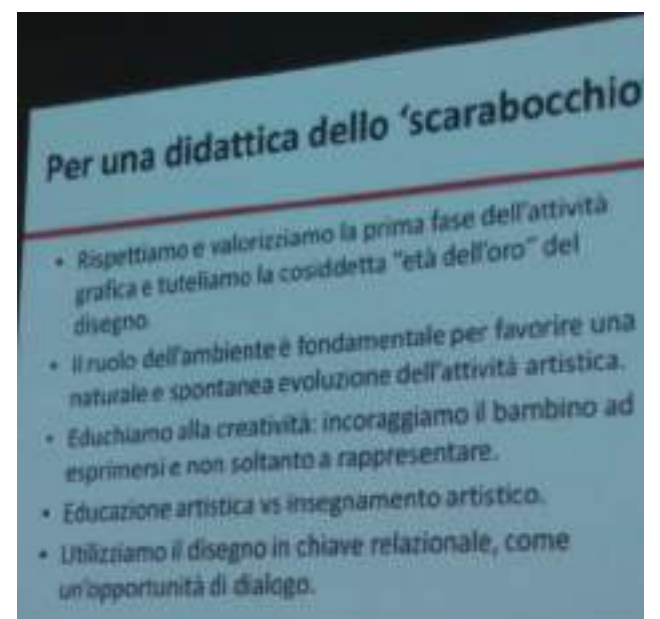 Per una didattica dello ‘scarabocchio’
• Rispettiamo e valorizziamo la prima fase dell'attività
grafica e tuteliamo la cosiddetta "età dell'oro" del
disegno.
• Il ruolo dell'ambiente è fondamentale per favorire una
naturale e spontanea evoluzione dell'attività artistica.
• Educhiamo alla creatività: incoraggiamo il bambino ad
esprimersi e non soltanto a rappresentare.
• Educazione artistica vs insegnamento artistico.
• Utilizziamo il disegno in chiave relazionale, come
un'opportunità di dialogo.